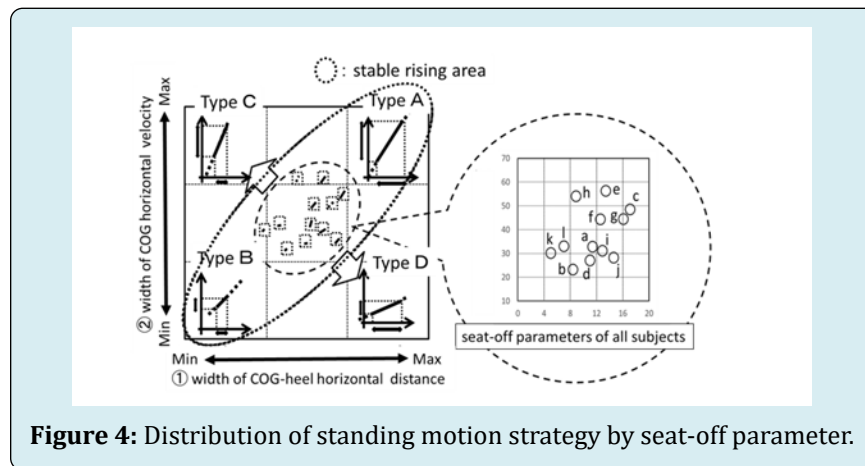 : stable rising area
Type C
Type A
Type B
Type D
② width of COG horizontal velocity
Max
Min
Min
Max
① width of COG-heel horizontal distance
70
60
50
40
30
20
10
0
4
8
12
16
20
h
e
c
f
g
l
a
i
k
b
d
j
seat-off parameters of all subjects
Figure 4: Distribution of standing motion strategy by seat-off parameter.